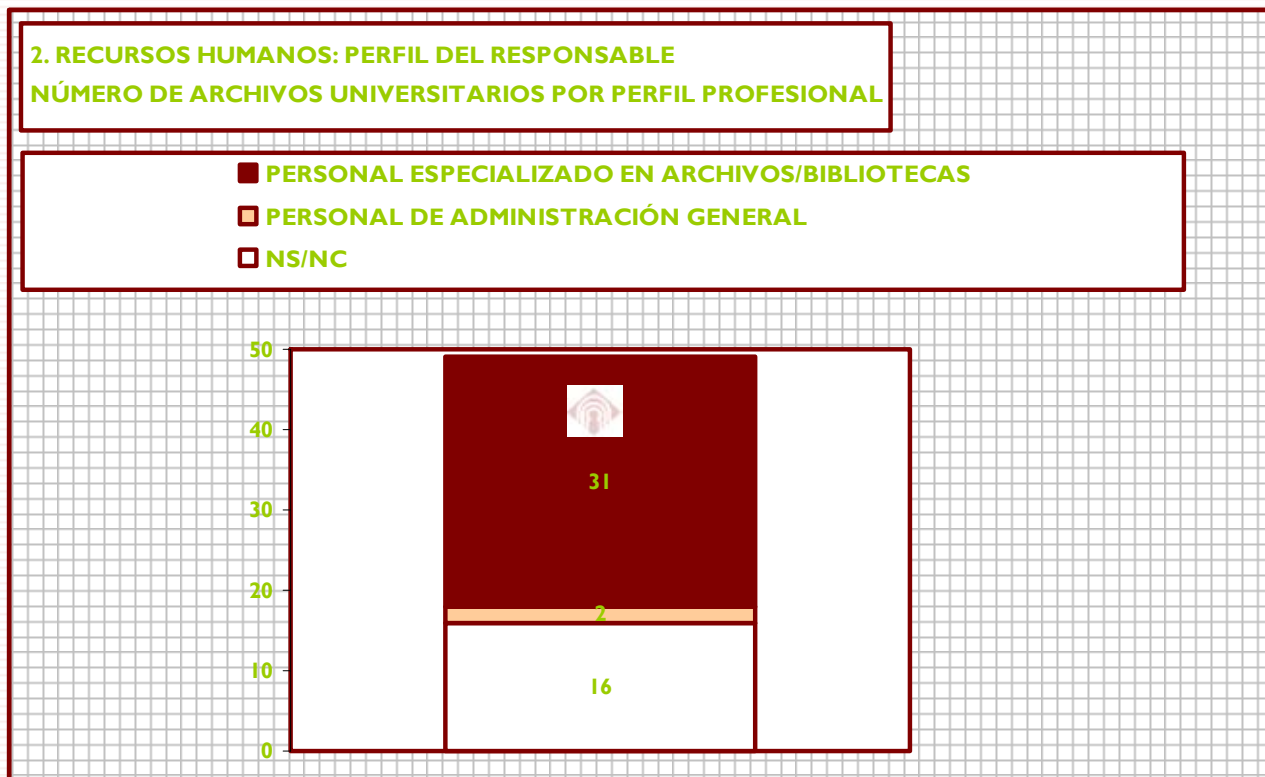 2. RECURSOS HUMANOS: PERFIL DEL RESPONSABLE
NÚMERO DE ARCHIVOS UNIVERSITARIOS POR PERFIL PROFESIONAL
PERSONAL ESPECIALIZADO EN ARCHIVOS/BIBLIOTECAS
PERSONAL DE ADMINISTRACIÓN GENERAL
NS/NC
50
40
31
30
20
2
16
10
0